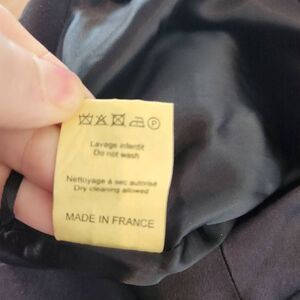 P
Lavage interdit
Do not wash
Nettoyage à sec autorisé
Dry cleaning allowed
MADE IN FRANCE